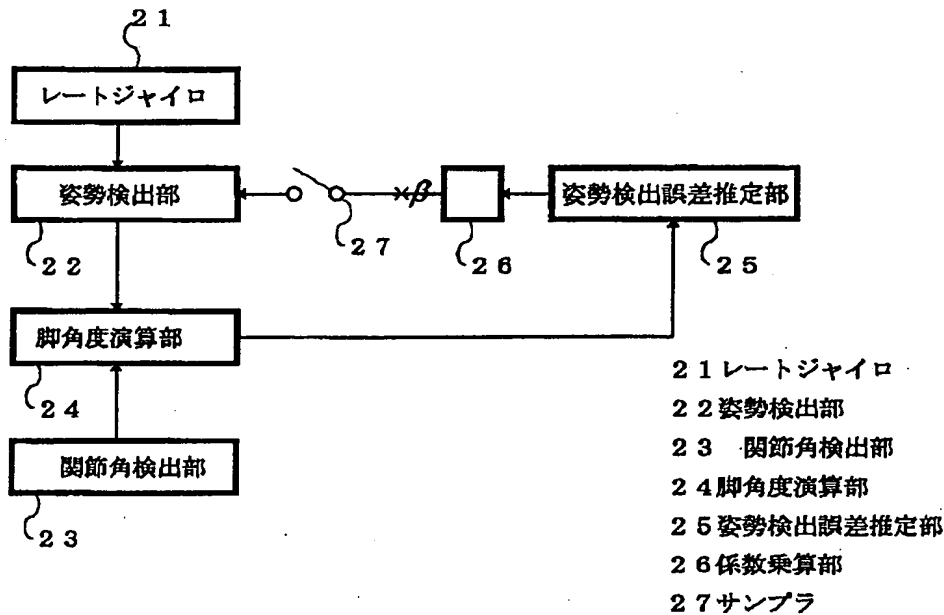 21
レートジャイロ
姿勢検出部
22
27
×β
26
姿勢検出誤差推定部
25
脚角度演算部
24
関節角検出部
23
21レートジャイロ
22姿勢検出部
23 関節角検出部
24脚角度演算部
25姿勢検出誤差推定部
26係数乗算部
27サンプラ